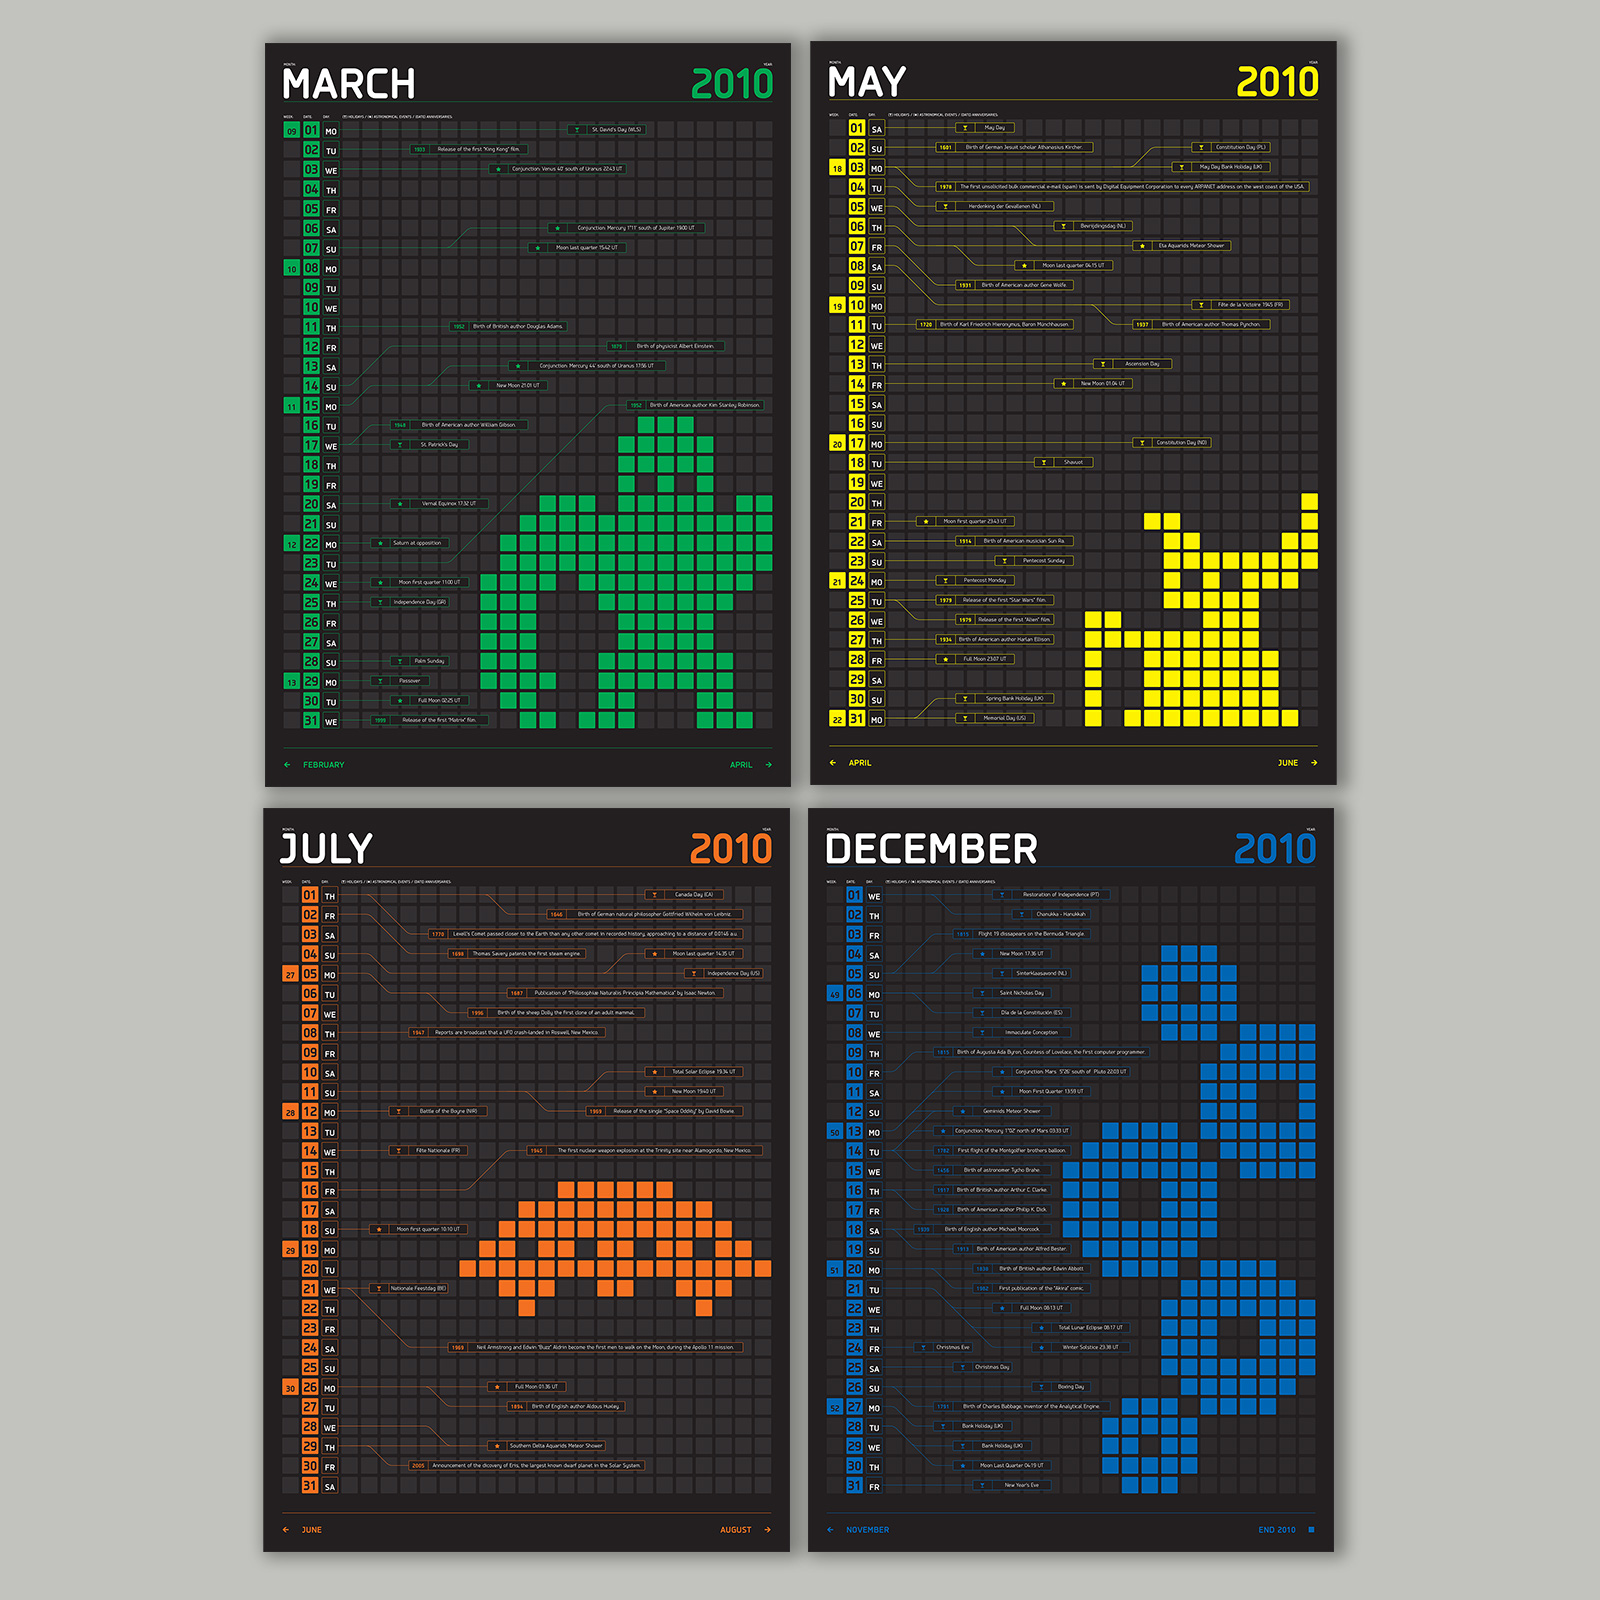 MONTH:
YEAR:
MARCH 2010
WEEK: DATE: DAY: HOLIDAYS / ASTRONOMICAL EVENTS / (DATE) ANNIVERSARIES:
09 01 MO St. David's Day (WLS)
02 TU 1933 Release of the first "King Kong" film.
03 WE Conjunction: Venus 40' south of Uranus 22:43 UT
04 TH
05 FR
06 SA Conjunction: Mercury 1°11' south of Jupiter 19:00 UT
07 SU Moon last quarter 15:42 UT
10 08 MO
09 TU
10 WE
11 TH 1952 Birth of British author Douglas Adams.
12 FR 1879 Birth of physicist Albert Einstein.
13 SA Conjunction: Mercury 44' south of Uranus 17:56 UT
14 SU New Moon 21:01 UT
11 15 MO 1952 Birth of American author Kim Stanley Robinson.
16 TU 1948 Birth of American author William Gibson.
17 WE St. Patrick's Day
18 TH
19 FR
20 SA Vernal Equinox 17:32 UT
21 SU
12 22 MO Saturn at opposition
23 TU
24 WE Moon first quarter 11:00 UT
25 TH Independence Day (GR)
26 FR
27 SA
28 SU Palm Sunday
13 29 MO Passover
30 TU Full Moon 02:25 UT
31 WE 1999 Release of the first "Matrix" film.
← FEBRUARY APRIL →
MONTH:
YEAR:
MAY 2010
WEEK: DATE: DAY: HOLIDAYS / ASTRONOMICAL EVENTS / (DATE) ANNIVERSARIES:
01 SA May Day
02 SU 1601 Birth of German Jesuit scholar Athanasius Kircher. Constitution Day (PL)
18 03 MO May Day Bank Holiday (UK)
04 TU 1978 The first unsolicited bulk commercial e-mail (spam) is sent by Digital Equipment Corporation to every ARPANET address on the west coast of the USA.
05 WE Herdenking der Gevallenen (NL)
06 TH Bevrijdingsdag (NL)
07 FR Eta Aquarids Meteor Shower
08 SA Moon last quarter 04:15 UT
09 SU 1931 Birth of American author Gene Wolfe.
19 10 MO Fête de la Victoire 1945 (FR)
11 TU 1720 Birth of Karl Friedrich Hieronymus, Baron Münchhausen. 1937 Birth of American author Thomas Pynchon.
12 WE
13 TH Ascension Day
14 FR New Moon 01:04 UT
15 SA
16 SU
20 17 MO Constitution Day (NO)
18 TU Shavuot
19 WE
20 TH
21 FR Moon first quarter 23:43 UT
22 SA 1914 Birth of American musician Sun Ra.
23 SU Pentecost Sunday
21 24 MO Pentecost Monday
25 TU 1979 Release of the first "Star Wars" film.
26 WE 1979 Release of the first "Alien" film.
27 TH 1934 Birth of American author Harlan Ellison.
28 FR Full Moon 23:07 UT
29 SA
30 SU Spring Bank Holiday (UK)
22 31 MO Memorial Day (US)
← APRIL JUNE →
MONTH:
YEAR:
JULY 2010
WEEK: DATE: DAY: HOLIDAYS / ASTRONOMICAL EVENTS / (DATE) ANNIVERSARIES:
01 TH Canada Day (CA)
02 FR 1646 Birth of German natural philosopher Gottfried Wilhelm von Leibniz.
03 SA 1770 Lexell's Comet passed closer to the Earth than any other comet in recorded history, approaching to a distance of 0.0146 a.u.
04 SU 1698 Thomas Savery patents the first steam engine. Moon last quarter 14:35 UT
27 05 MO Independence Day (US)
06 TU 1687 Publication of "Philosophiæ Naturalis Principia Mathematica" by Isaac Newton.
07 WE 1996 Birth of the sheep Dolly the first clone of an adult mammal.
08 TH 1947 Reports are broadcast that a UFO crash-landed in Roswell, New Mexico.
09 FR
10 SA Total Solar Eclipse 19:34 UT
11 SU New Moon 19:40 UT
28 12 MO Battle of the Boyne (NIR) 1969 Release of the single "Space Oddity" by David Bowie.
13 TU
14 WE Fête Nationale (FR) 1945 The first nuclear weapon explosion at the Trinity site near Alamogordo, New Mexico.
15 TH
16 FR
17 SA
18 SU Moon first quarter 10:10 UT
29 19 MO
20 TU
21 WE Nationale Feestdag (BE)
22 TH
23 FR
24 SA 1969 Neil Armstrong and Edwin "Buzz" Aldrin become the first men to walk on the Moon, during the Apollo 11 mission.
25 SU
30 26 MO Full Moon 01:36 UT
27 TU 1894 Birth of English author Aldous Huxley.
28 WE
29 TH Southern Delta Aquarids Meteor Shower
30 FR 2005 Announcement of the dicovery of Eris, the largest known dwarf planet in the Solar System.
31 SA
← JUNE AUGUST →
MONTH:
YEAR:
DECEMBER 2010
WEEK: DATE: DAY: HOLIDAYS / ASTRONOMICAL EVENTS / (DATE) ANNIVERSARIES:
01 WE Restoration of Independence (PT)
02 TH Chanukka - Hanukkah
03 FR Flight 19 dissapears on the Bermuda Triangle.
04 SA New Moon 17:36 UT
05 SU Sinterklaasavond (NL)
49 06 MO Saint Nicholas Day
07 TU Día de la Constitución (ES)
08 WE Immaculate Conception
09 TH 1815 Birth of Augusta Ada Byron, Countess of Lovelace, the first computer programmer.
10 FR Conjunction: Mars 5°26' south of Pluto 22:03 UT
11 SA Moon First Quarter 13:59 UT
12 SU Geminids Meteor Shower
50 13 MO Conjunction: Mercury 1°02' north of Mars 03:33 UT
14 TU 1782 First flight of the Montgolfier brothers balloon.
15 WE Birth of astronomer Tycho Brahe.
16 TH 1917 Birth of British author Arthur C. Clarke.
17 FR 1928 Birth of American author Philip K. Dick.
18 SA 1939 Birth of English author Michael Moorcock.
19 SU 1913 Birth of American author Alfred Bester.
51 20 MO 1838 Birth of British author Edwin Abbott.
21 TU 1982 First publication of the "Akira" comic.
22 WE Full Moon 08:13 UT
23 TH Total Lunar Eclipse 08:17 UT
24 FR Christmas Eve Winter Solstice 23:38 UT
25 SA Christmas Day
26 SU Boxing Day
52 27 MO 1791 Birth of Charles Babbage, inventor of the Analytical Engine.
28 TU Bank Holiday (UK)
29 WE Bank Holiday (UK)
30 TH Moon Last Quarter 04:19 UT
31 FR New Year's Eve
← NOVEMBER END 2010